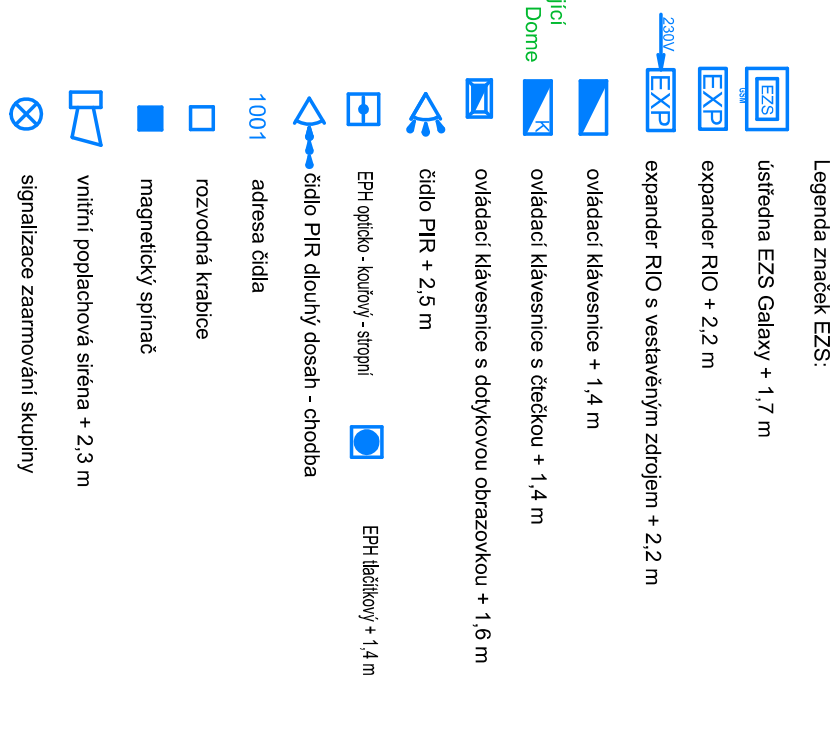 Legenda značek EZS:
EZS
GSM
ústředna EZS Galaxy + 1,7 m
EXP
expander RIO + 2,2 m
230V
EXP
expander RIO s vestavěným zdrojem + 2,2 m
ovládací klávesnice + 1,4 m
jící
Dome
K
ovládací klávesnice s čtečkou + 1,4 m
ovládací klávesnice s dotykovou obrazovkou + 1,6 m
čidlo PIR + 2,5 m
EPH opticko - kouřový - stropní
EPH tlačítkový + 1,4 m
čidlo PIR dlouhý dosah - chodba
1001
adresa čidla
rozvodná krabice
magnetický spínač
vnitřní poplachová siréna + 2,3 m
signalizace zaarmování skupiny